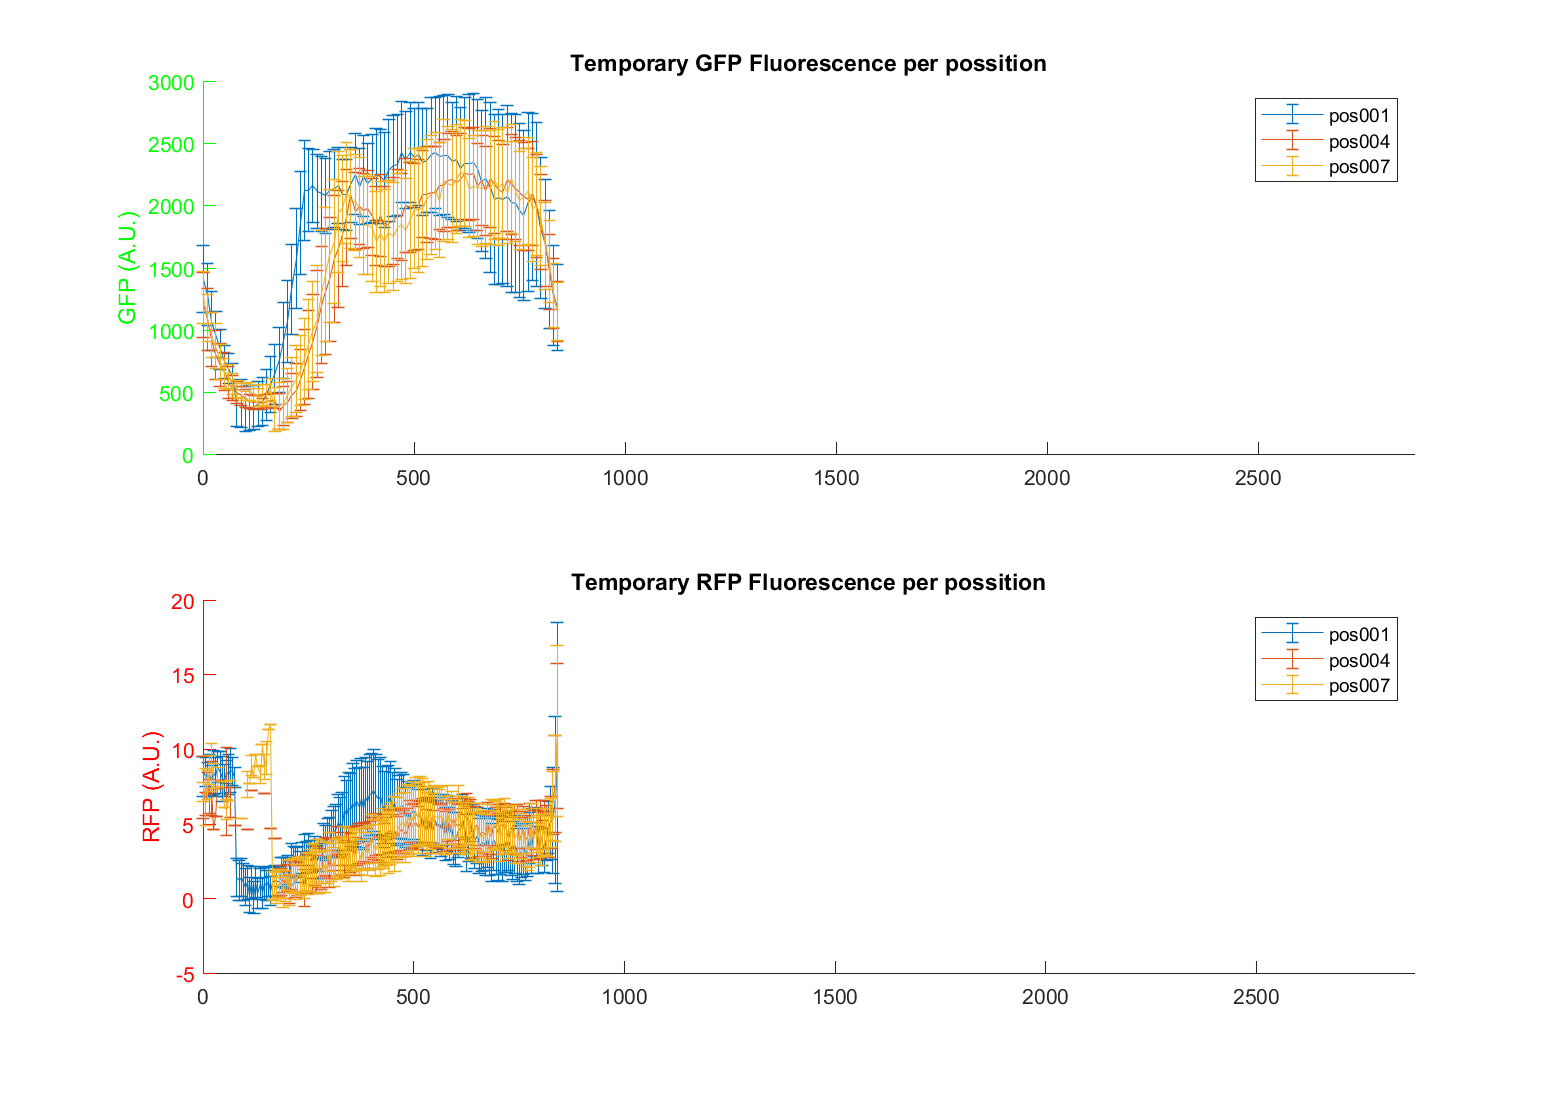 Temporary GFP Fluorescence per possition
3000
2500
2000
1500
1000
500
0
GFP (A.U.)
0 500 1000 1500 2000 2500
pos001
pos004
pos007
Temporary RFP Fluorescence per possition
20
15
10
5
0
-5
RFP (A.U.)
0 500 1000 1500 2000 2500
pos001
pos004
pos007